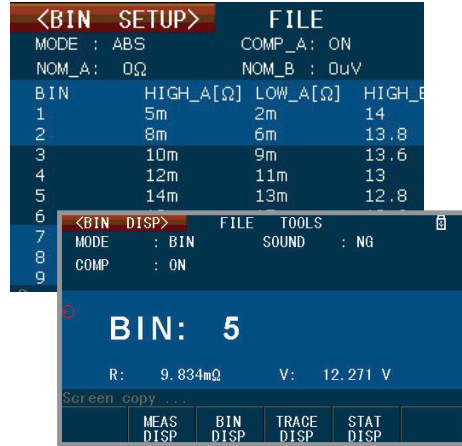 <BIN SETUP> FILE
MODE : ABS COMP_A: ON
NOM_A: 0Ω NOM_B : 0uV
BIN HIGH_A[Ω] LOW_A[Ω] HIGH_
1 5m 2m 14
2 8m 6m 13.8
3 10m 9m 13.6
4 12m 11m 13
5 14m 13m 12.8
6
7
8
9
<BIN DISP> FILE TOOLS
MODE : BIN SOUND : NG
COMP : ON
BIN: 5
R: 9.834mΩ V: 12.271 V
Screen copy ...
MEAS DISP BIN DISP TRACE DISP STAT DISP